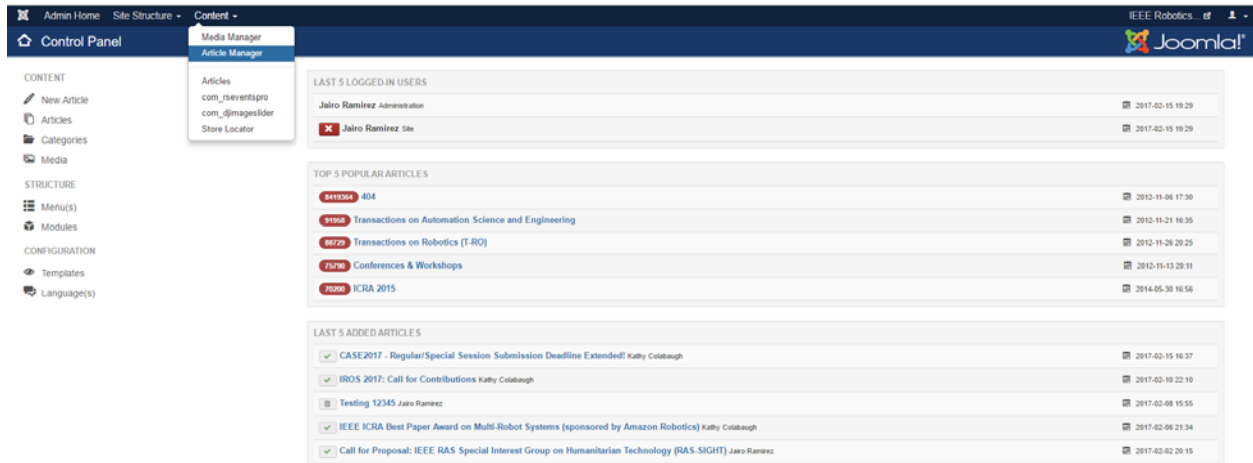 Admin Home Site Structure Content IEEE Robotics...
Control Panel Joomla!
Media Manager
Article Manager
Articles
com_rseventspro
com_djimageslider
Store Locator
CONTENT
New Article
Articles
Categories
Media
STRUCTURE
Menu(s)
Modules
CONFIGURATION
Templates
Language(s)
LAST 5 LOGGED-IN USERS
Jairo Ramirez Administration 2017-02-15 19:29
Jairo Ramirez Site 2017-02-15 19:29
TOP 5 POPULAR ARTICLES
8419364 404 2012-11-06 17:30
91958 Transactions on Automation Science and Engineering 2012-11-21 16:35
88729 Transactions on Robotics (T-RO) 2012-11-26 20:25
75790 Conferences & Workshops 2012-11-13 20:11
70200 ICRA 2015 2014-05-30 16:56
LAST 5 ADDED ARTICLES
CASE2017 - Regular/Special Session Submission Deadline Extended! Kathy Colabaugh 2017-02-15 16:37
IROS 2017: Call for Contributions Kathy Colabaugh 2017-02-10 22:10
Testing 12345 Jairo Ramirez 2017-02-08 15:55
IEEE ICRA Best Paper Award on Multi-Robot Systems (sponsored by Amazon Robotics) Kathy Colabaugh 2017-02-06 21:34
Call for Proposal: IEEE RAS Special Interest Group on Humanitarian Technology (RAS-SIGHT) Jairo Ramirez 2017-02-02 20:15